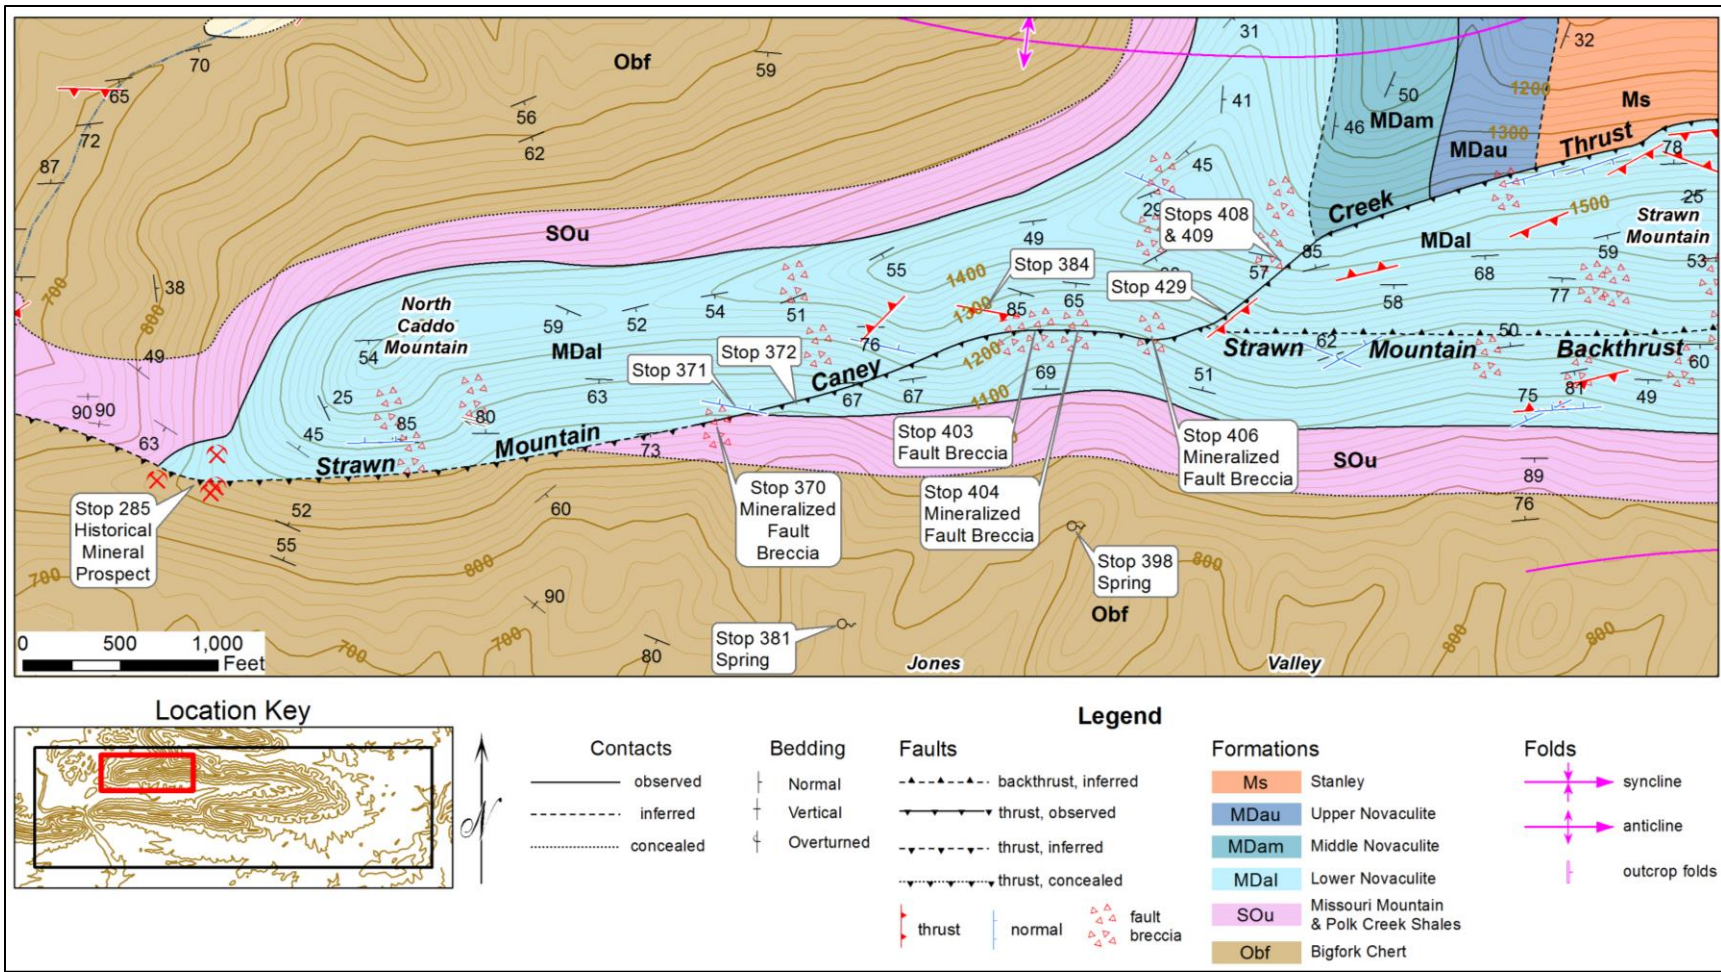 70
Obf
59
31
32
65
56
50
1200
Ms
72
62
41
46
MDam
1300
Thrust
87
45
MDau
78
29
Stops 408
& 409
Creek
1500
25
Strawn
Mountain
SOu
49
85
MDal
59
53
700
38
55
1400
Stop 384
57
68
800
North
Caddo
Mountain
59
52
54
51
1300
85
65
Stop 429
58
77
49
54
MDal
Stop 372
76
1200
62
50
Strawn
Mountain
Backthrust
60
Stop 371
Caney
67
67
69
1100
51
81
49
75
90
90
25
63
80
63
45
85
Strawn
Mountain
73
Stop 403
Fault Breccia
Stop 406
Mineralized
Fault Breccia
SOu
89
76
Stop 285
Historical
Mineral
Prospect
52
55
60
Stop 370
Mineralized
Fault
Breccia
Stop 404
Mineralized
Fault Breccia
700
800
Stop 398
Spring
800
90
Obf
700
700
80
Stop 381
Spring
800
800
Jones
Valley
0
500
1,000
Feet
Location Key
N
Legend
Contacts
observed
inferred
concealed
Bedding
Normal
Vertical
Overturned
Faults
backthrust, inferred
thrust, observed
thrust, inferred
thrust, concealed
thrust
normal
fault
breccia
Formations
Ms Stanley
MDau Upper Novaculite
MDam Middle Novaculite
MDal Lower Novaculite
SOu Missouri Mountain
& Polk Creek Shales
Obf Bigfork Chert
Folds
syncline
anticline
outcrop folds